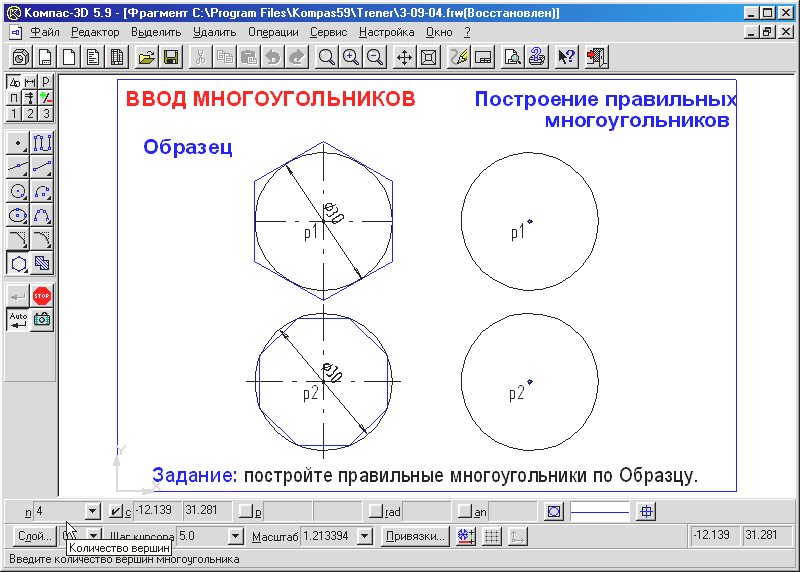 Компас-3D 5.9 - [Фрагмент C:\Program Files\Kompas59\Trener\3-09-04.frw(Восстановлен)]
Файл Редактор Выделить Удалить Операции Сервис Настройка Окно ?
1 2 3
STOP
Auto
ВВОД МНОГОУГОЛЬНИКОВ
Построение правильных
многоугольников
Образец
ϕ30
p1
p1
ϕ30
p2
p2
Y
X
Задание: постройте правильные многоугольники по Образцу.
n 4 c -12.139 31.281 p rad an
Слой... Шаг курсора 5.0 Масштаб 1.213394 Привязки... -12.139 31.281
Количество вершин
Введите количество вершин многоугольника